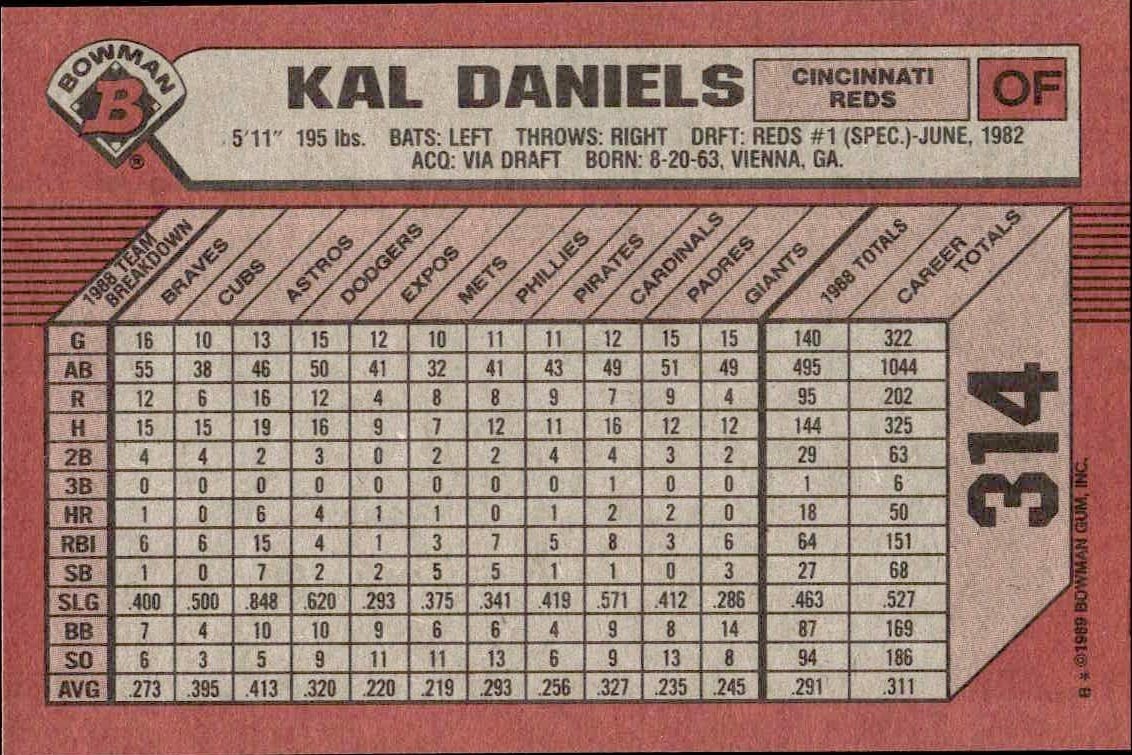 BOWMAN
B
®
KAL DANIELS
CINCINNATI
REDS
OF
5'11" 195 lbs. BATS: LEFT THROWS: RIGHT DRFT: REDS #1 (SPEC.)-JUNE, 1982
ACQ: VIA DRAFT BORN: 8-20-63, VIENNA, GA.
1988 TEAM
BREAKDOWN
BRAVES
CUBS
ASTROS
DODGERS
EXPOS
METS
PHILLIES
PIRATES
CARDINALS
PADRES
GIANTS
1988 TOTALS
CAREER
TOTALS
G 16 10 13 15 12 10 11 11 12 15 15 140 322
AB 55 38 46 50 41 32 41 43 49 51 49 495 1044
R 12 6 16 12 4 8 8 9 7 9 4 95 202
H 15 15 19 16 9 7 12 11 16 12 12 144 325
2B 4 4 2 3 0 2 2 4 4 3 2 29 63
3B 0 0 0 0 0 0 0 0 1 0 0 1 6
HR 1 0 6 4 1 1 0 1 2 2 0 18 50
RBI 6 6 15 4 1 3 7 5 8 3 6 64 151
SB 1 0 7 2 2 5 5 1 1 0 3 27 68
SLG .400 .500 .848 .620 .293 .375 .341 .419 .571 .412 .286 .463 .527
BB 7 4 10 10 9 6 6 4 9 8 14 87 169
SO 6 3 5 9 11 11 13 6 9 13 8 94 186
AVG .273 .395 .413 .320 .220 .219 .293 .256 .327 .235 .245 .291 .311
314
B * ©1989 BOWMAN GUM, INC.